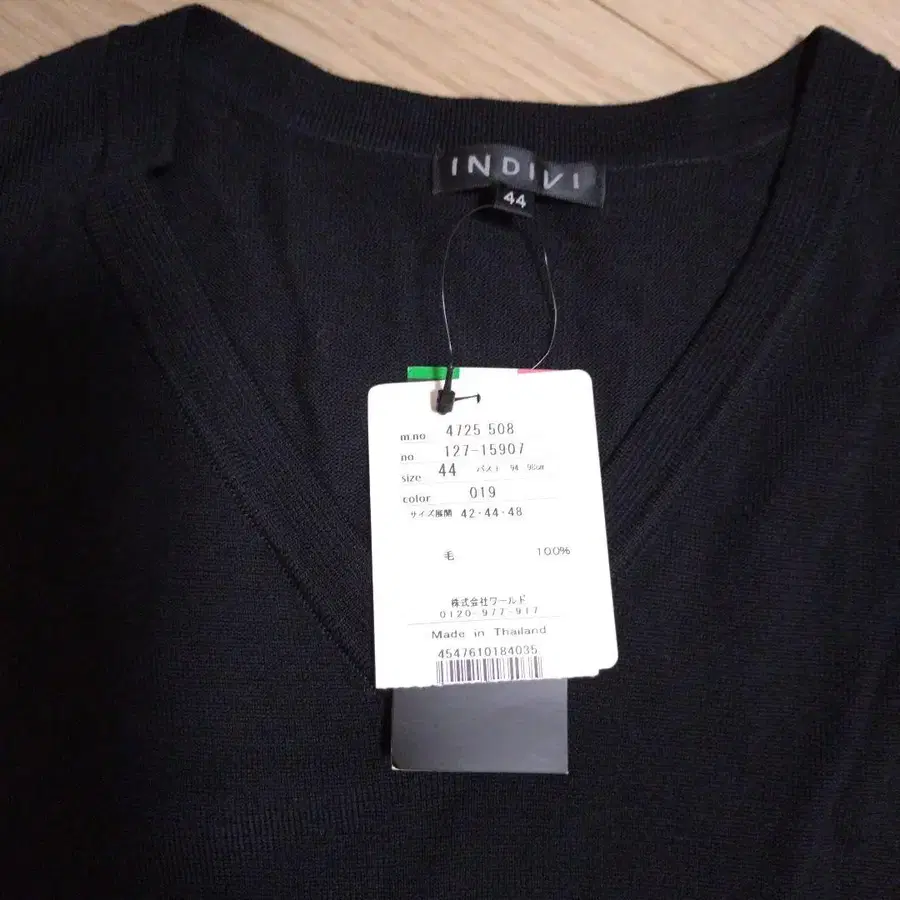 INDIVI
44
m.no 4725 508
no 127-15907
size 44 バスト 94 98cm
color 019
サイズ展開 42・44・48
毛 100%
株式会社ワールド
0120-977-917
Made in Thailand
4547610184035